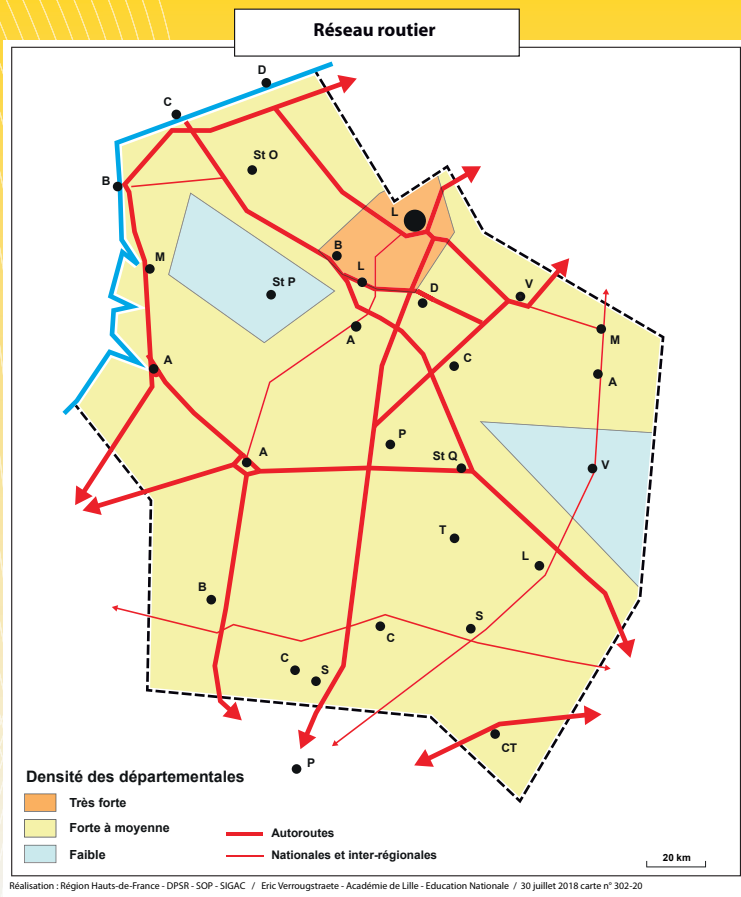 Réseau routier
D
C
St O
B
L
B
M
L
St P
D
V
A
M
C
A
A
P
A
St Q
V
T
L
B
S
C
C
S
CT
P
Densité des départementales
Très forte
Forte à moyenne
Autoroutes
Faible
Nationales et inter-régionales
20 km
Réalisation : Région Hauts-de-France - DPSR - SOP - SIGAC / Eric Verrougstraete - Académie de Lille - Education Nationale / 30 juillet 2018 carte n° 302-20